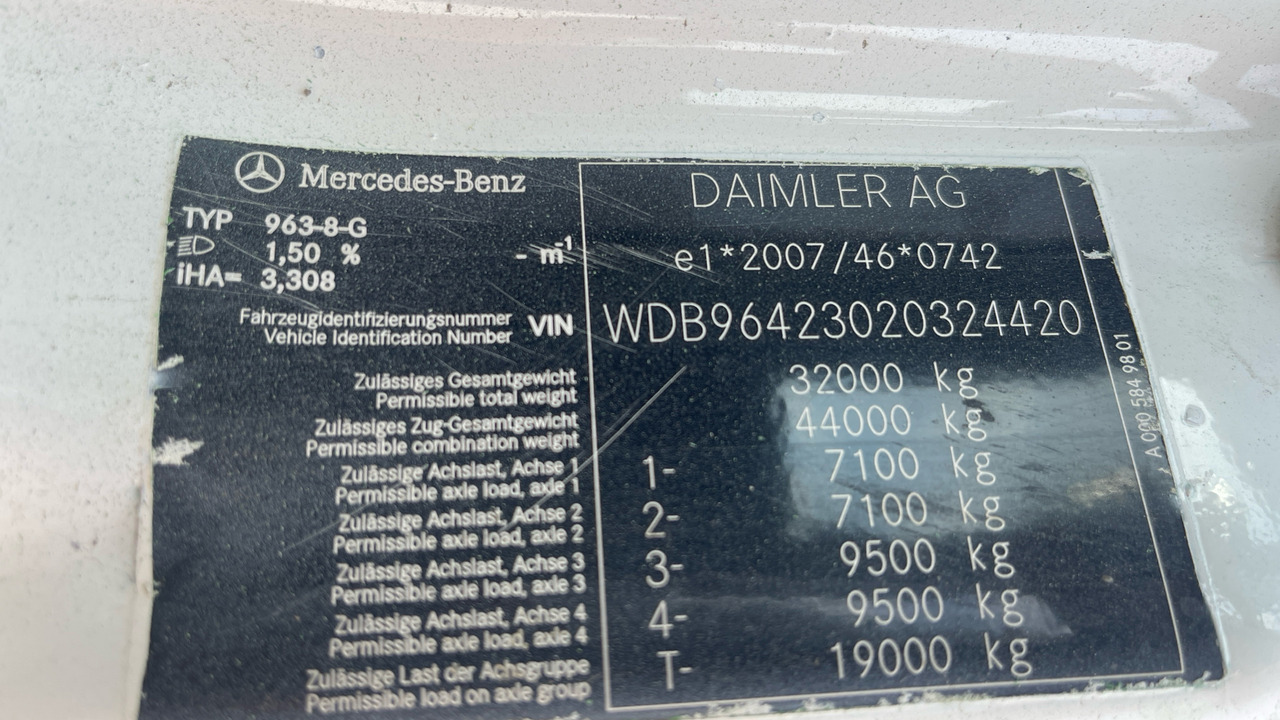 Mercedes-Benz
TYP 963-8-G
1,50 % - m⁻¹
iHA= 3,308
DAIMLER AG
e1*2007/46*0742
Fahrzeugidentifizierungsnummer
Vehicle Identification Number VIN WDB96423020324420
Zulässiges Gesamtgewicht
Permissible total weight 32000 kg
Zulässiges Zug-Gesamtgewicht
Permissible combination weight 44000 kg
Zulässige Achslast, Achse 1
Permissible axle load, axle 1 1- 7100 kg
Zulässige Achslast, Achse 2
Permissible axle load, axle 2 2- 7100 kg
Zulässige Achslast, Achse 3
Permissible axle load, axle 3 3- 9500 kg
Zulässige Achslast, Achse 4
Permissible axle load, axle 4 4- 9500 kg
Zulässige Last der Achsgruppe
Permissible load on axle group T- 19000 kg
A 000 584 98 01